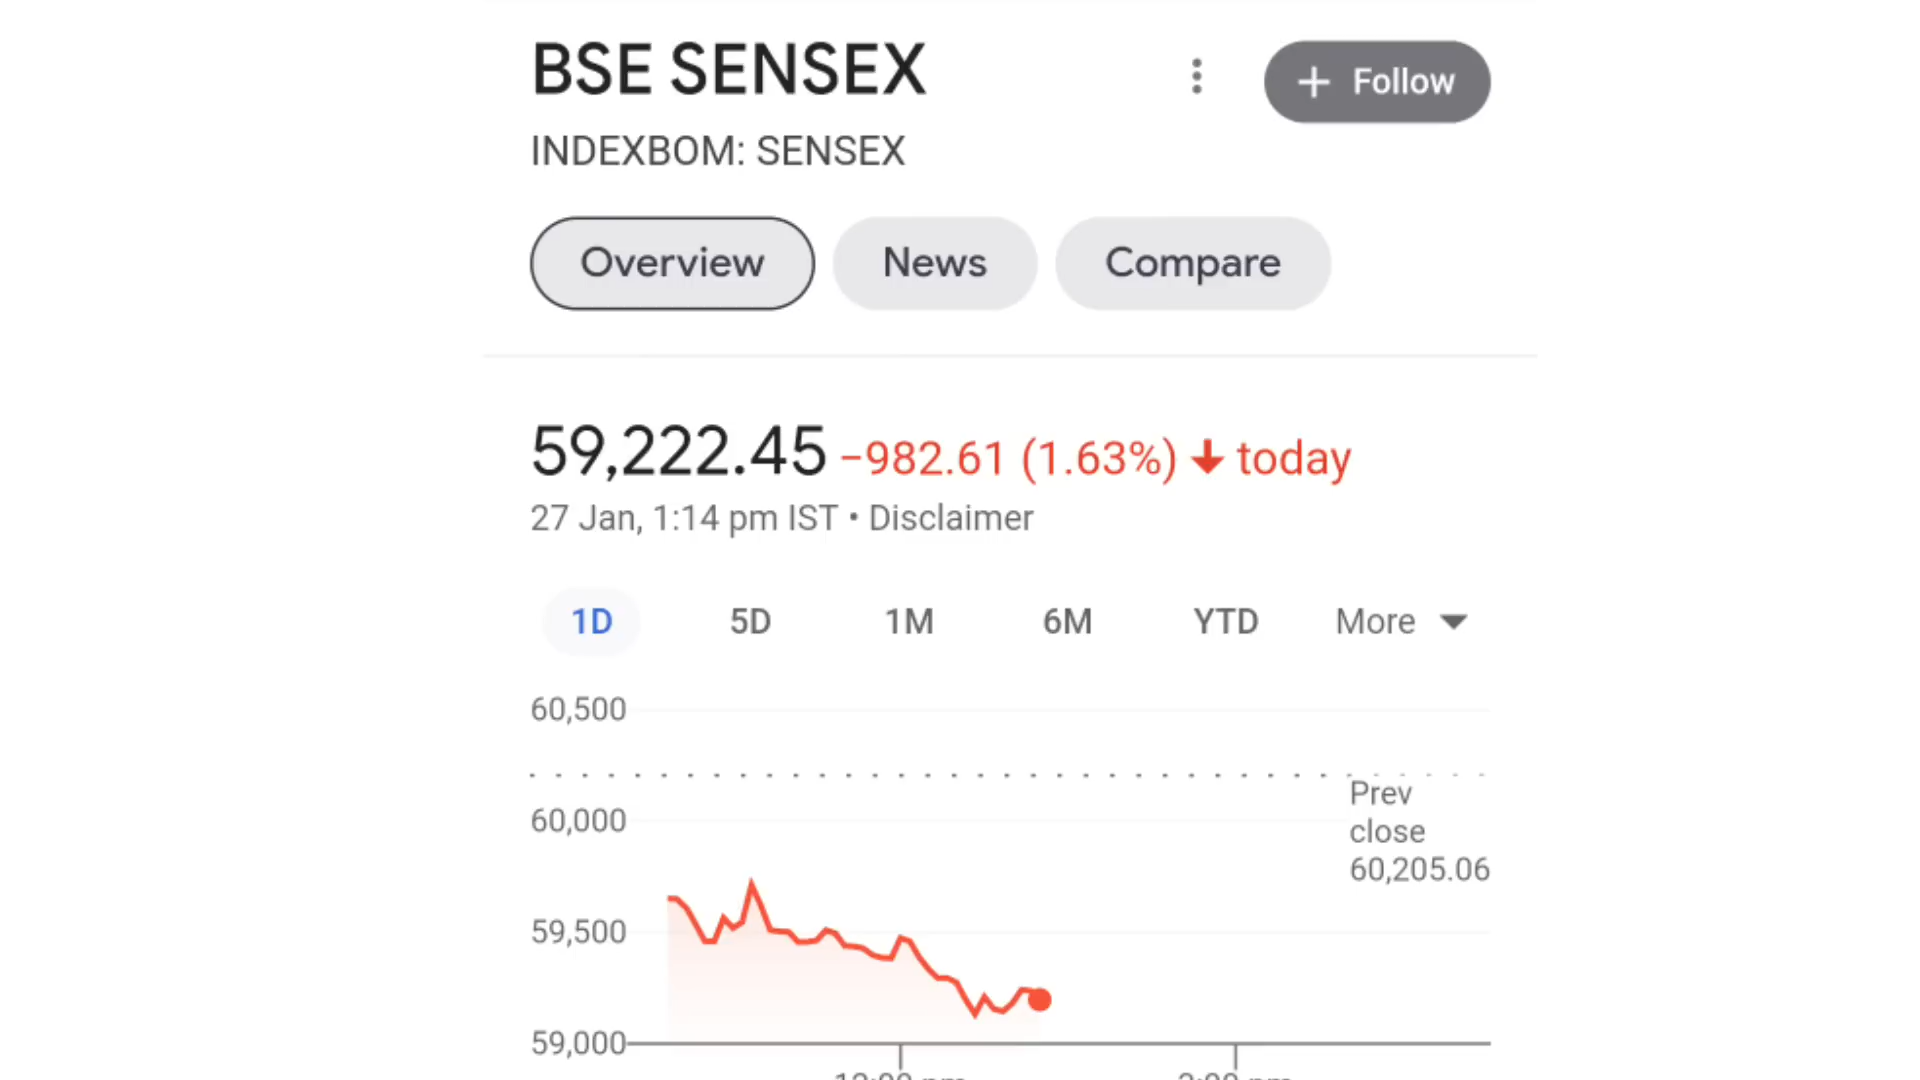 BSE SENSEX
+ Follow
INDEXBOM: SENSEX
Overview News Compare
59,222.45 −982.61 (1.63%) ↓ today
27 Jan, 1:14 pm IST • Disclaimer
1D 5D 1M 6M YTD More
60,500
Prev
close
60,205.06
60,000
59,500
59,000